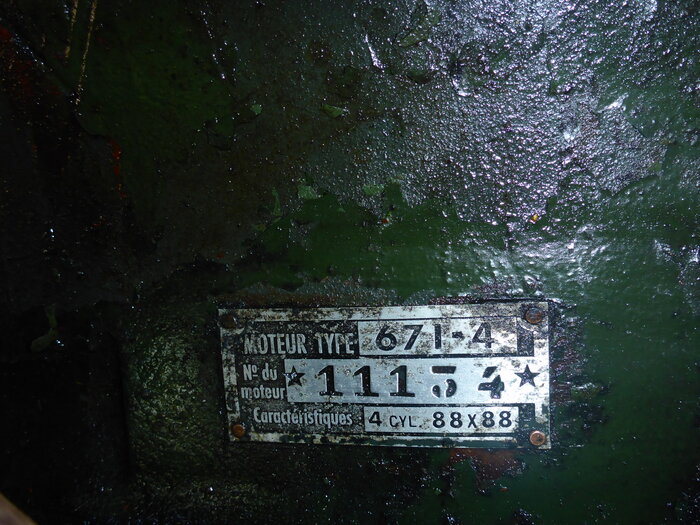 MOTEUR TYPE 671-4
No du moteur ★11134★
Caractéristiques 4 CYL. 88X88